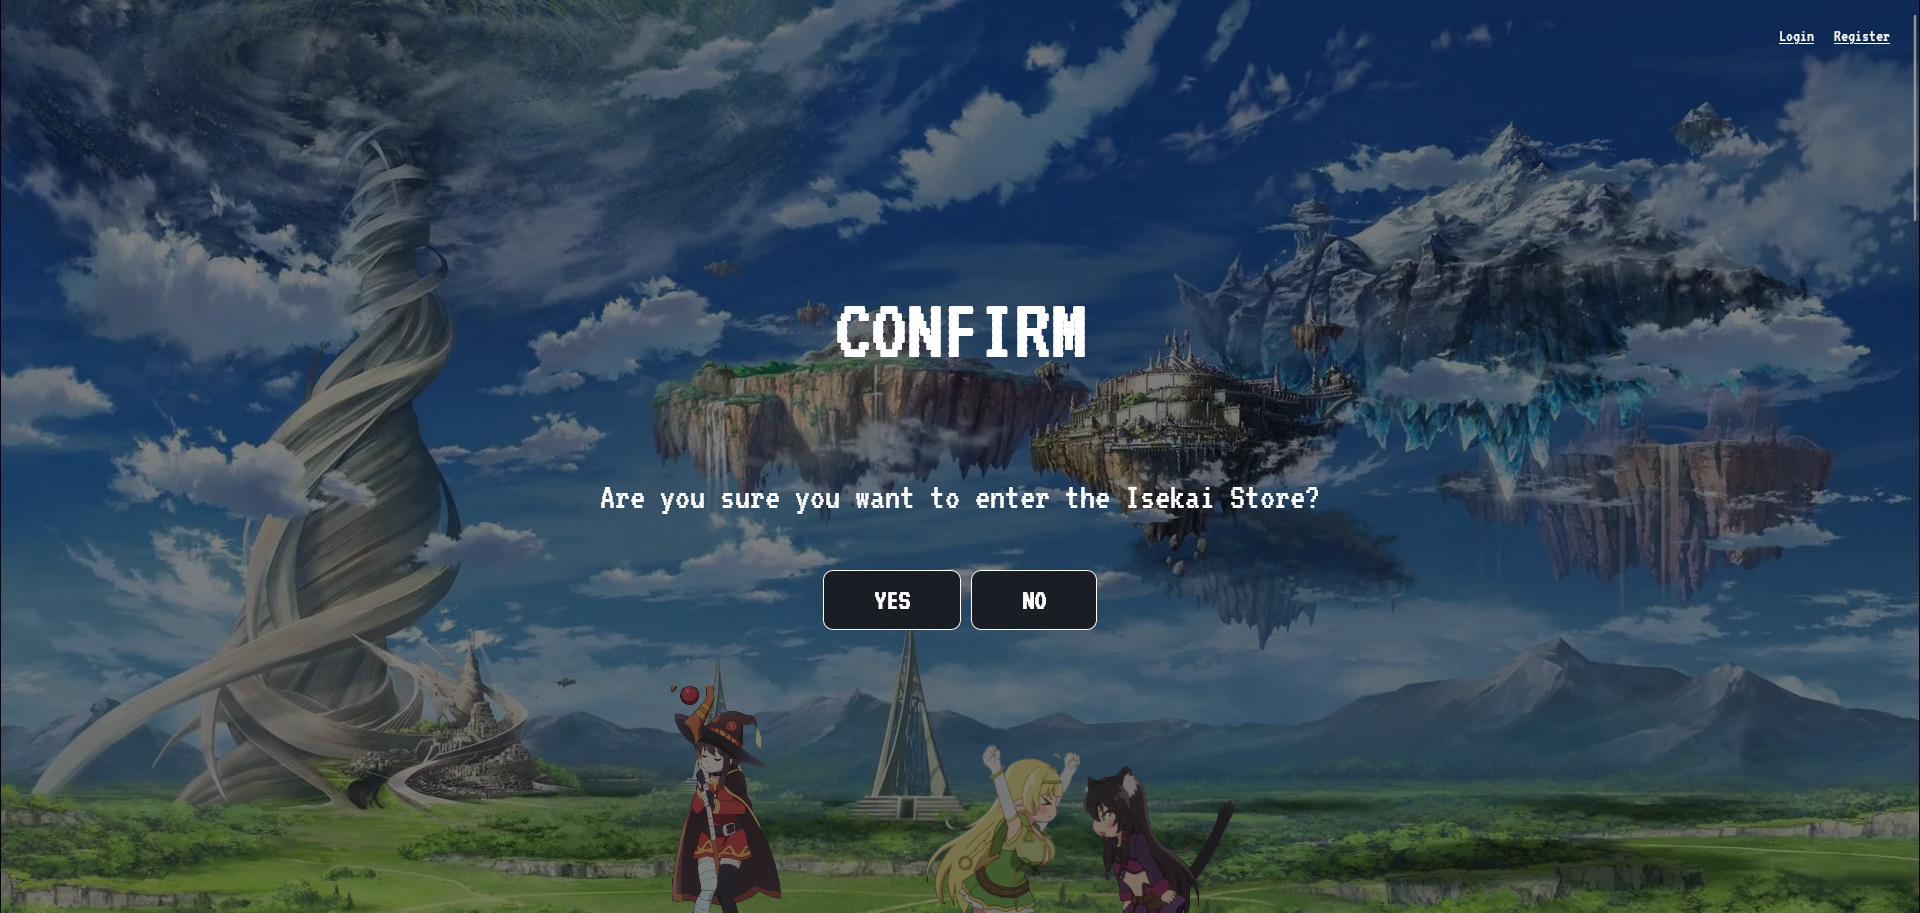 Login Register
CONFIRM
Are you sure you want to enter the Isekai Store?
YES NO